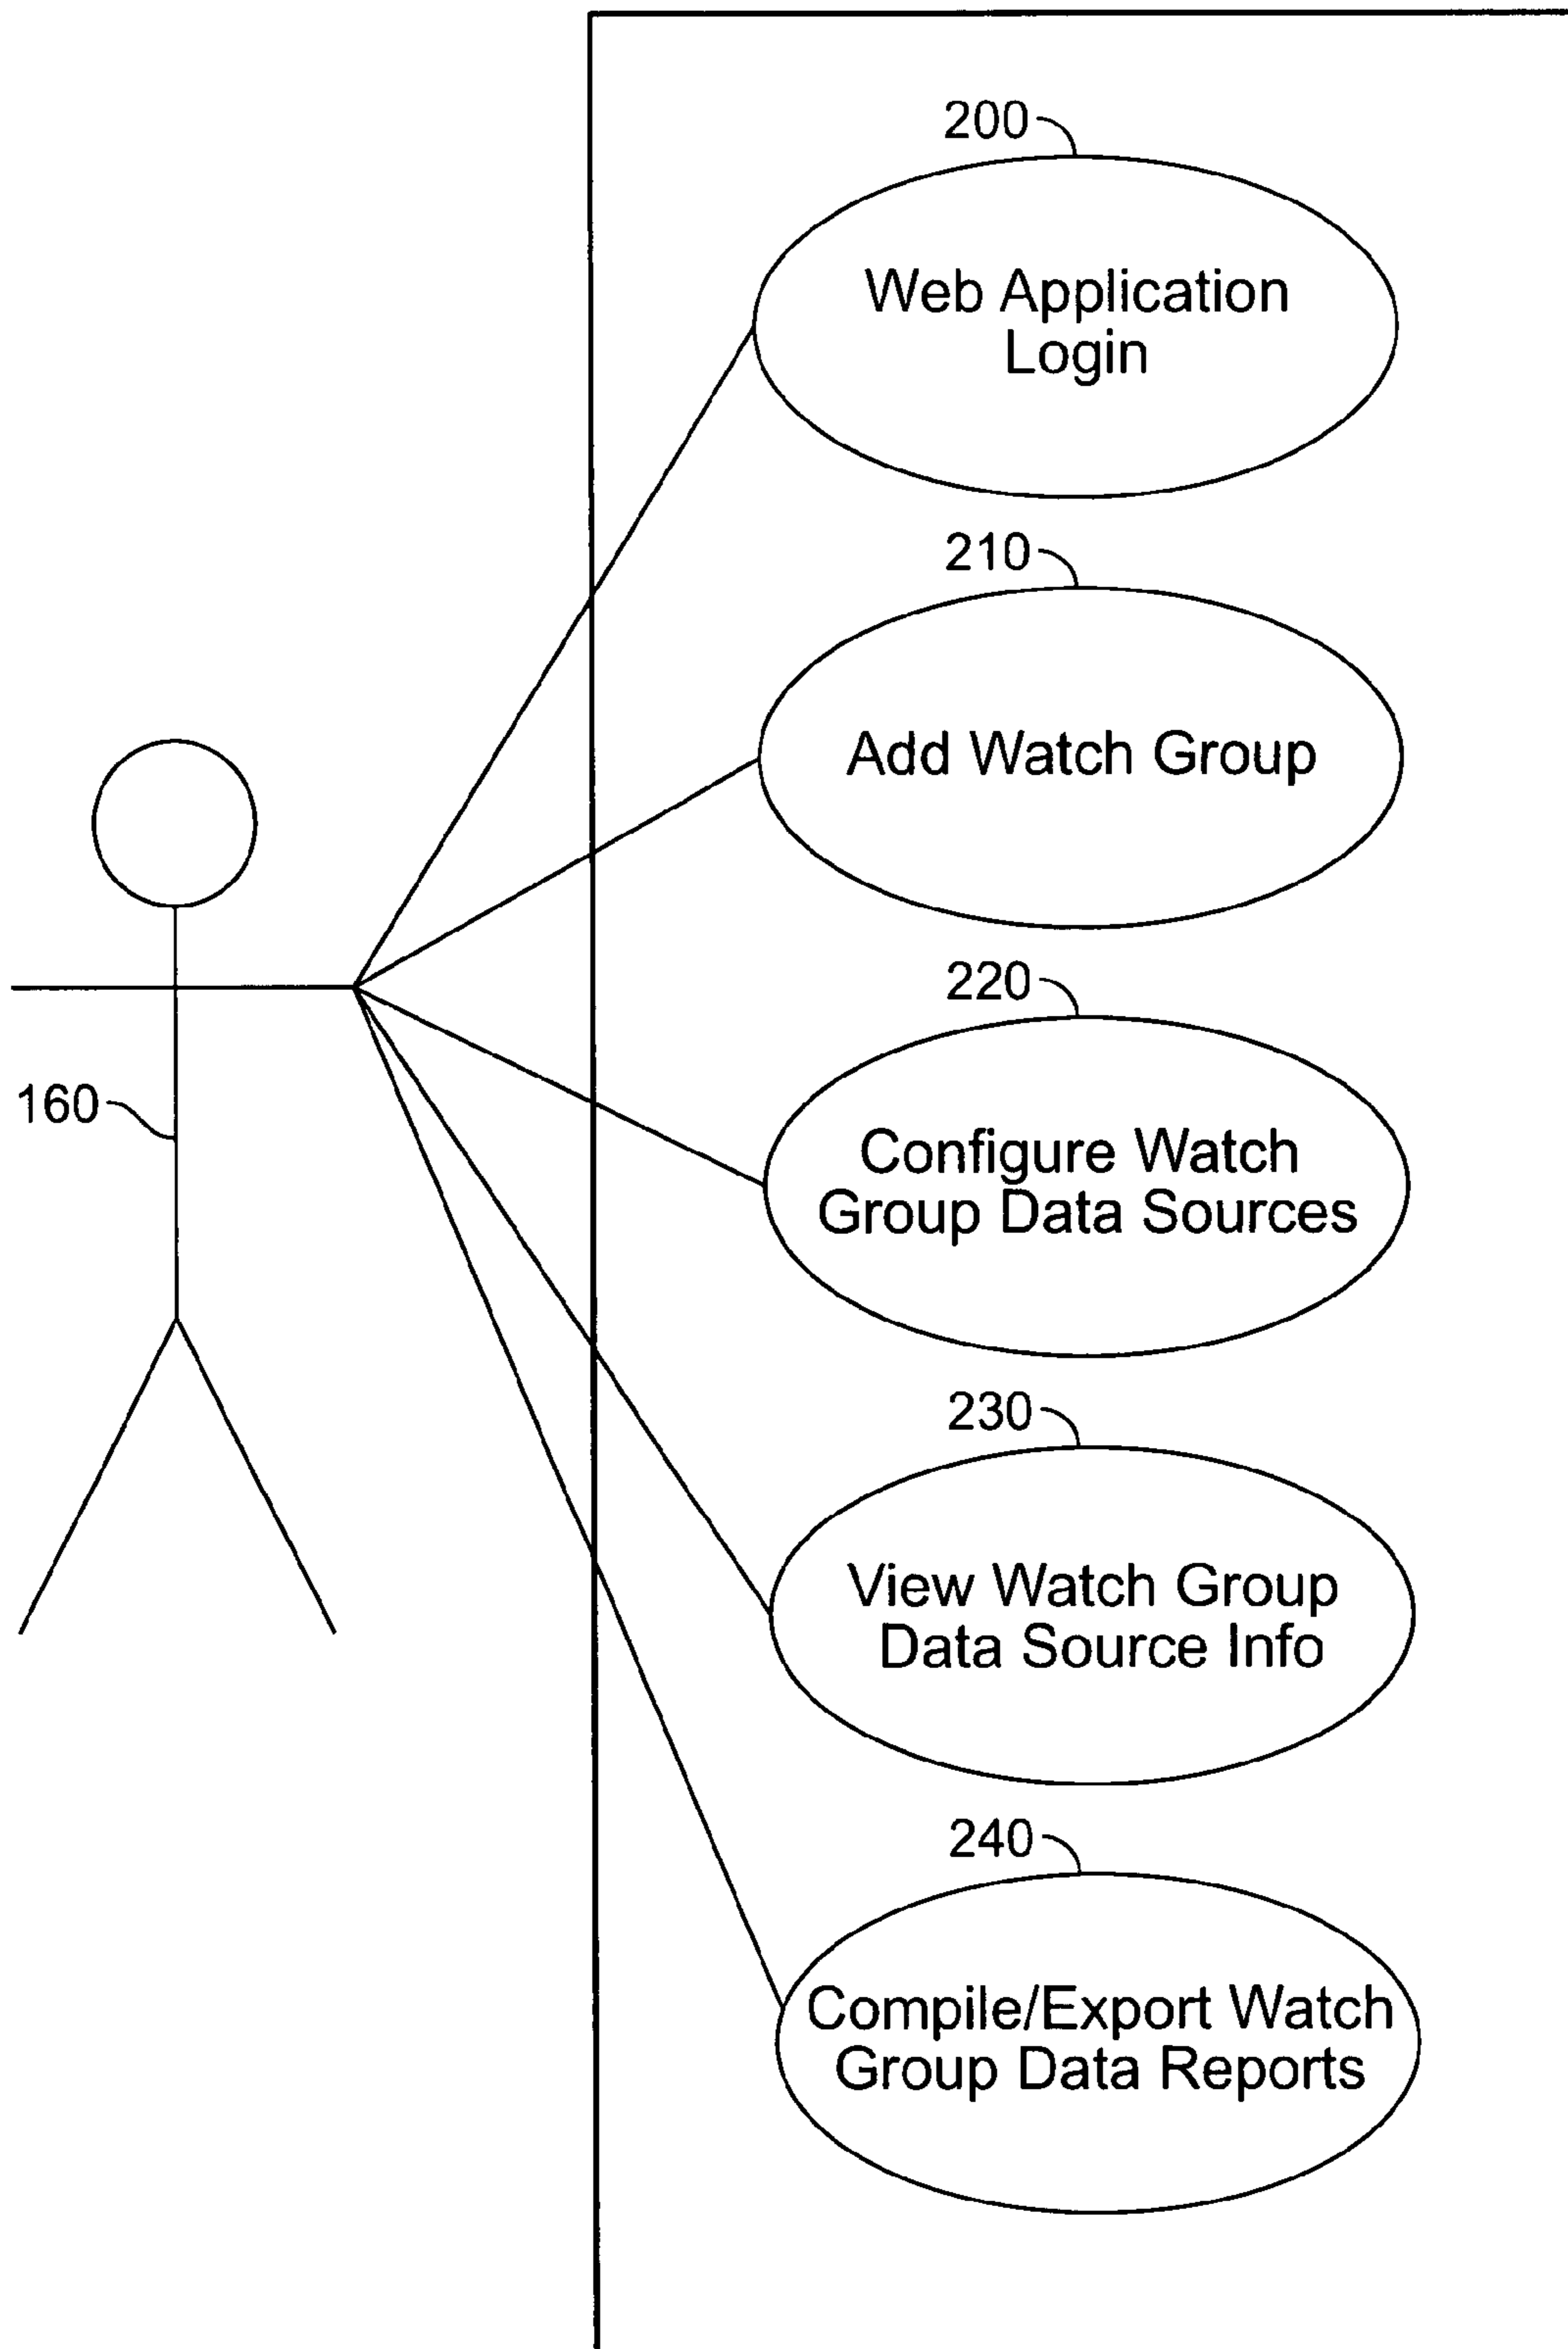 200
Web Application
Login
210
Add Watch Group
220
160
Configure Watch
Group Data Sources
230
View Watch Group
Data Source Info
240
Compile/Export Watch
Group Data Reports